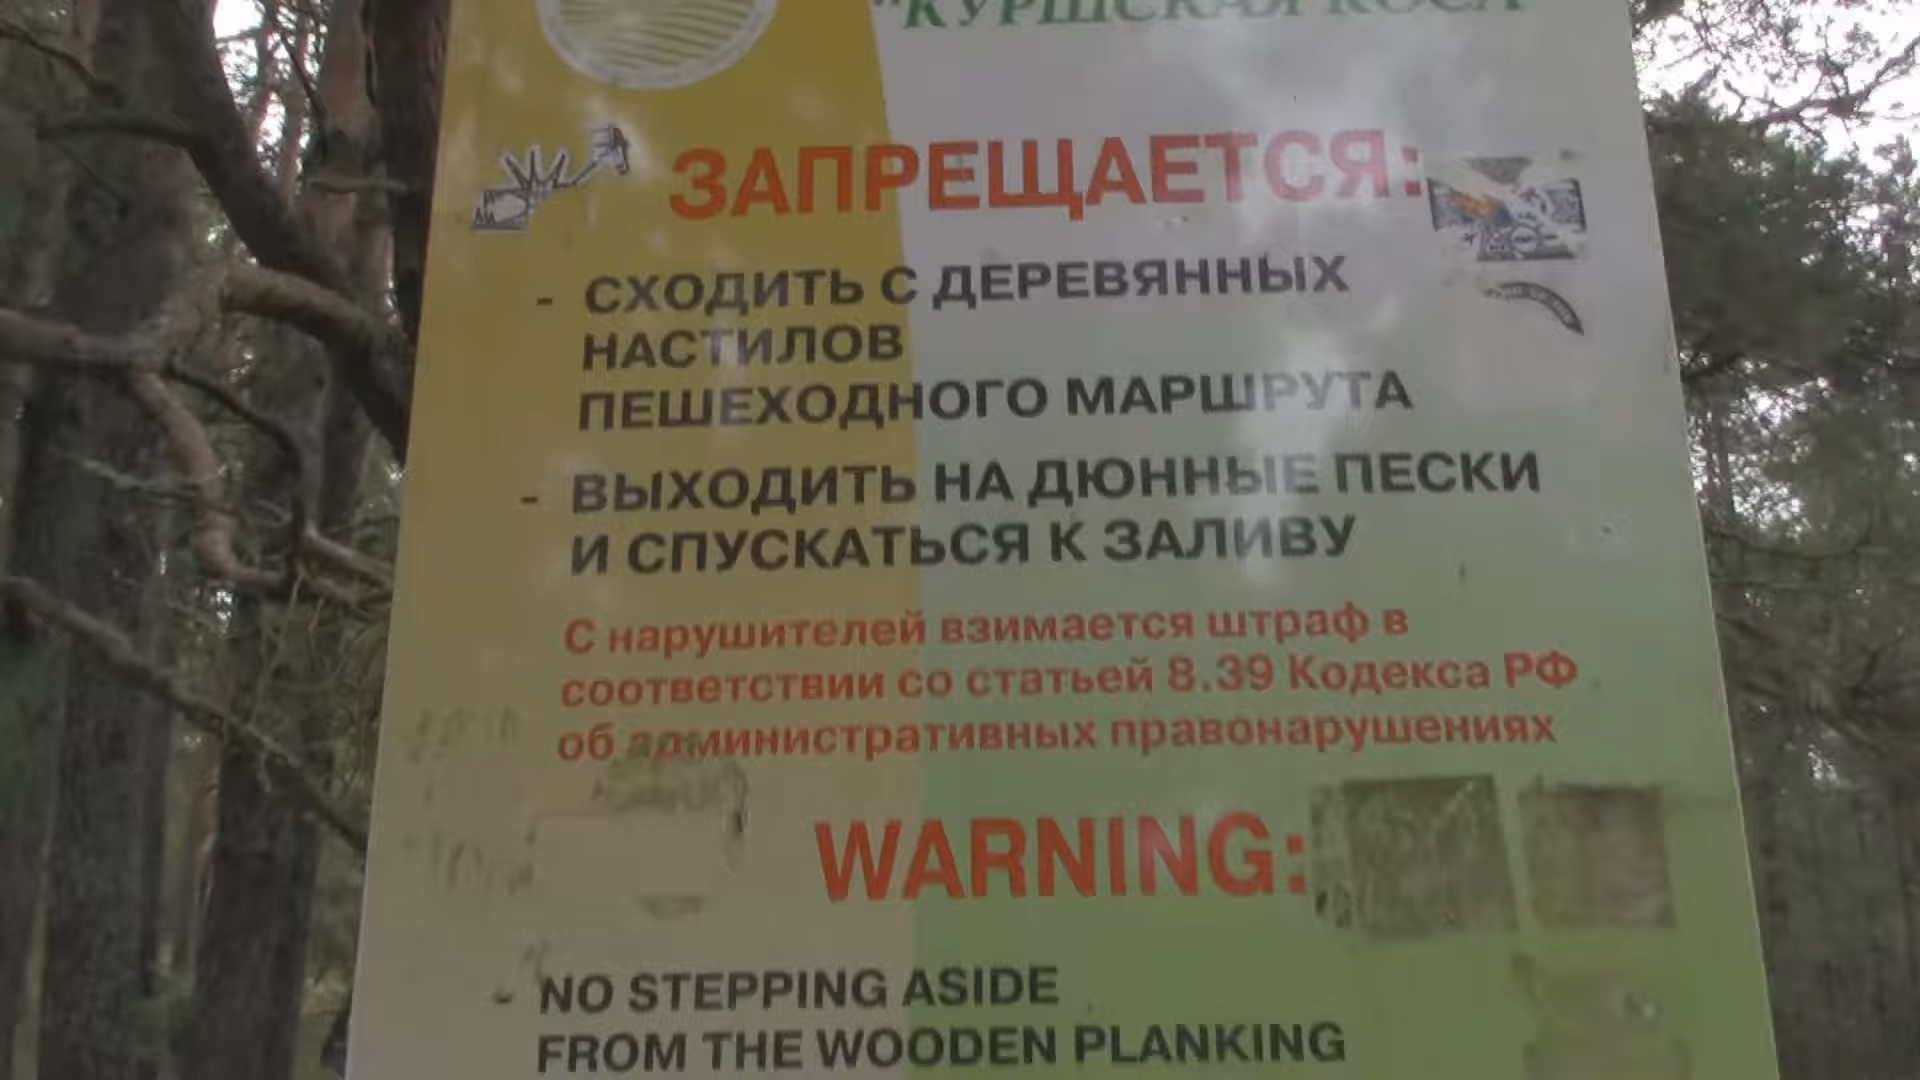 "КУРШСКАЯ КОСА"
ЗАПРЕЩАЕТСЯ:
- СХОДИТЬ С ДЕРЕВЯННЫХ
НАСТИЛОВ
ПЕШЕХОДНОГО МАРШРУТА
- ВЫХОДИТЬ НА ДЮННЫЕ ПЕСКИ
И СПУСКАТЬСЯ К ЗАЛИВУ
С нарушителей взимается штраф в
соответствии со статьей 8.39 Кодекса РФ
об административных правонарушениях
WARNING:
- NO STEPPING ASIDE
FROM THE WOODEN PLANKING